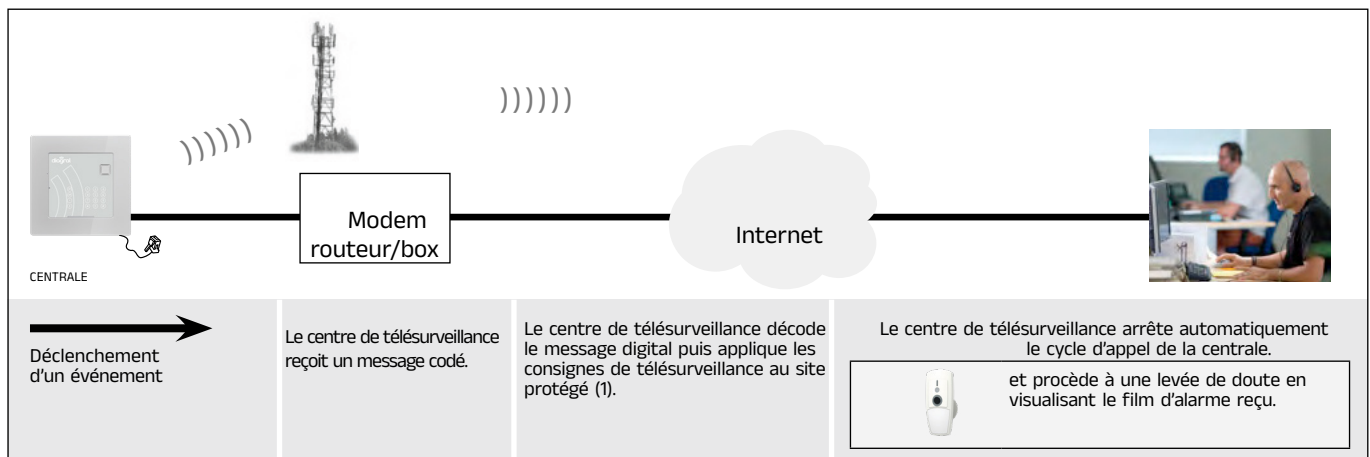 ))))))
))))))
diagral
Modem
routeur/box
Internet
CENTRALE
Déclenchement
d'un événement
Le centre de télésurveillance
reçoit un message codé.
Le centre de télésurveillance décode
le message digital puis applique les
consignes de télésurveillance au site
protégé (1).
Le centre de télésurveillance arrête automatiquement
le cycle d'appel de la centrale.
et procède à une levée de doute en
visualisant le film d'alarme reçu.